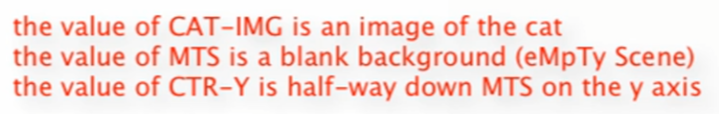 the value of CAT-IMG is an image of the cat
the value of MTS is a blank background (eMpTy Scene)
the value of CTR-Y is half-way down MTS on the y axis